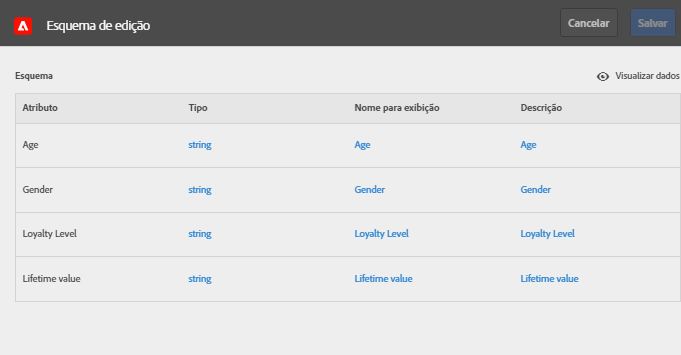 Esquema de edição
Cancelar
Salvar
Esquema
Visualizar dados
Atributo Tipo Nome para exibição Descrição
Age string Age Age
Gender string Gender Gender
Loyalty Level string Loyalty Level Loyalty Level
Lifetime value string Lifetime value Lifetime value